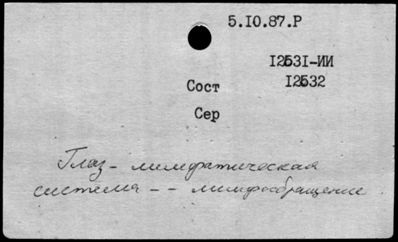 5.10.87.Р
12531-ИИ
12532
Сост
Сер
Глаз - лимфатическая
система - - лимфообращение